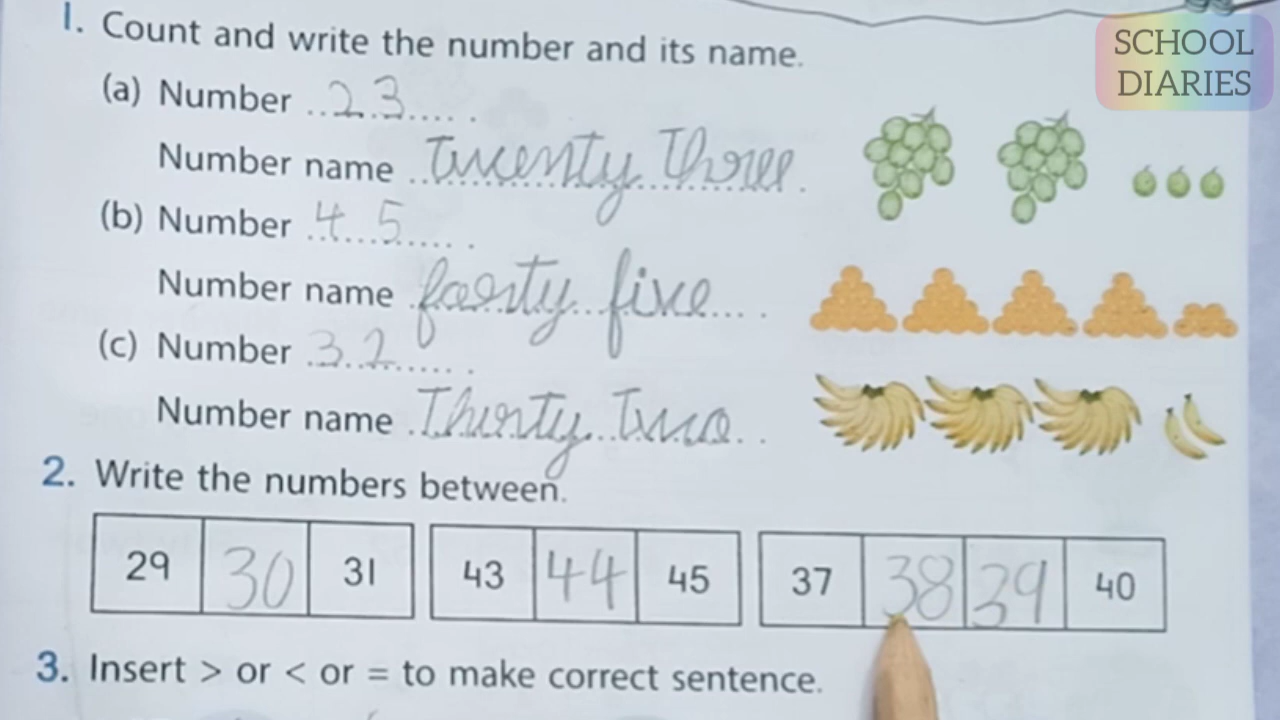 SCHOOL
DIARIES
1. Count and write the number and its name.
(a) Number ..23.... .
Number name Twenty Three .
(b) Number 45 .
Number name forty five .
(c) Number 32 .
Number name Thirty Two .
2. Write the numbers between.
29 30 31 43 44 45 37 38 39 40
3. Insert > or < or = to make correct sentence.